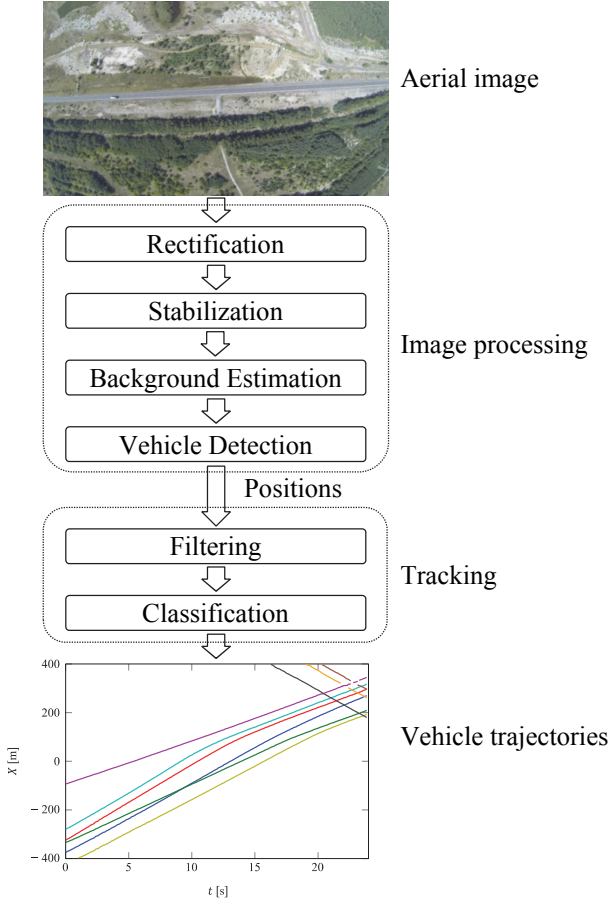 Aerial image
Rectification
Stabilization
Background Estimation
Vehicle Detection
Image processing
Positions
Filtering
Classification
Tracking
400
200
0
−200
−400
X [m]
0 5 10 15 20
t [s]
Vehicle trajectories